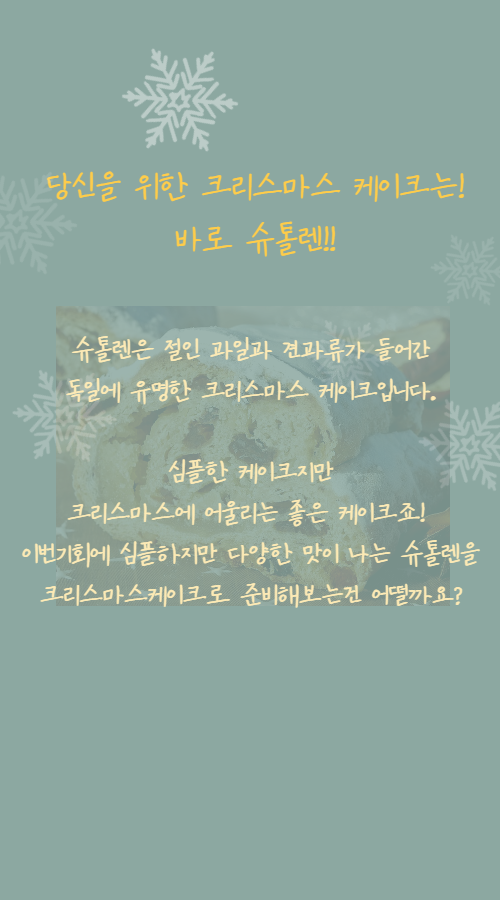 당신을 위한 크리스마스 케이크는!
바로 슈톨렌!!
슈톨렌은 절인 과일과 견과류가 들어간
독일에 유명한 크리스마스 케이크입니다.
심플한 케이크지만
크리스마스에 어울리는 좋은 케이크죠!
이번기회에 심플하지만 다양한 맛이 나는 슈톨렌을
크리스마스케이크로 준비해보는건 어떨까요?